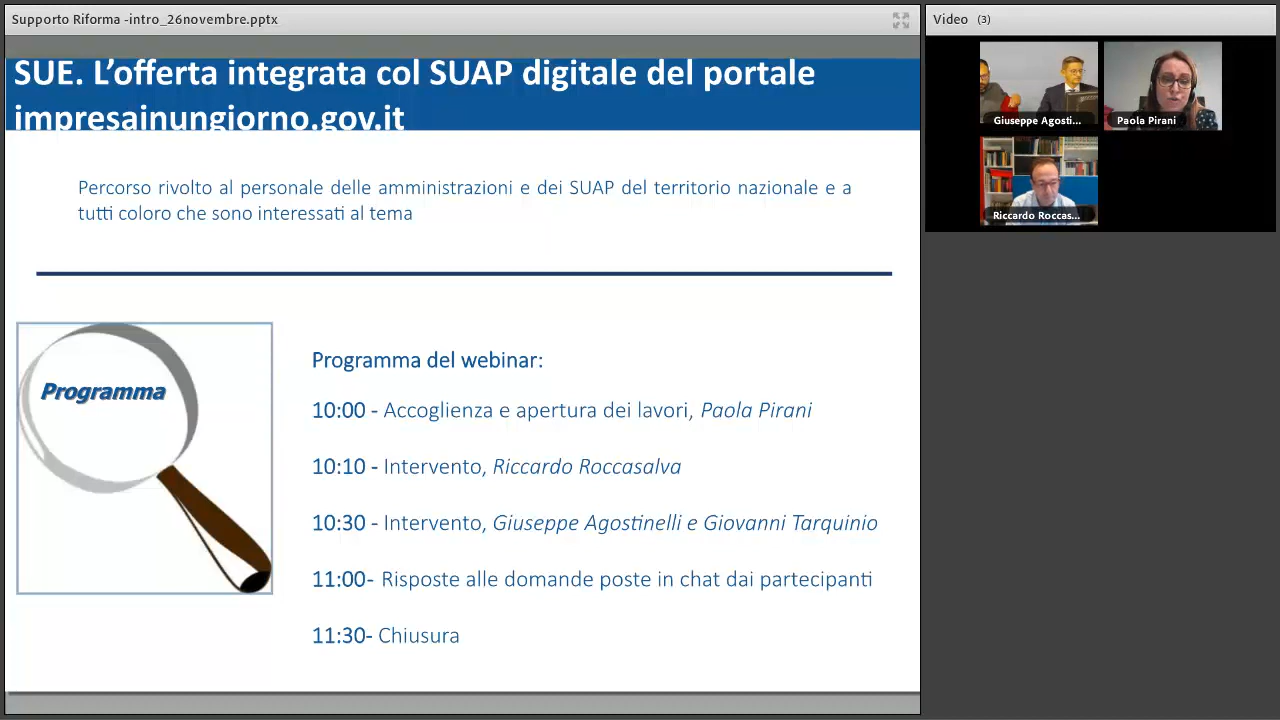 Supporto Riforma -intro_26novembre.pptx
SUE. L’offerta integrata col SUAP digitale del portale
impresainungiorno.gov.it
Percorso rivolto al personale delle amministrazioni e dei SUAP del territorio nazionale e a
tutti coloro che sono interessati al tema
Programma
Programma del webinar:
10:00 - Accoglienza e apertura dei lavori, Paola Pirani
10:10 - Intervento, Riccardo Roccasalva
10:30 - Intervento, Giuseppe Agostinelli e Giovanni Tarquinio
11:00- Risposte alle domande poste in chat dai partecipanti
11:30- Chiusura
Video (3)
Giuseppe Agosti...
Paola Pirani
Riccardo Roccas...